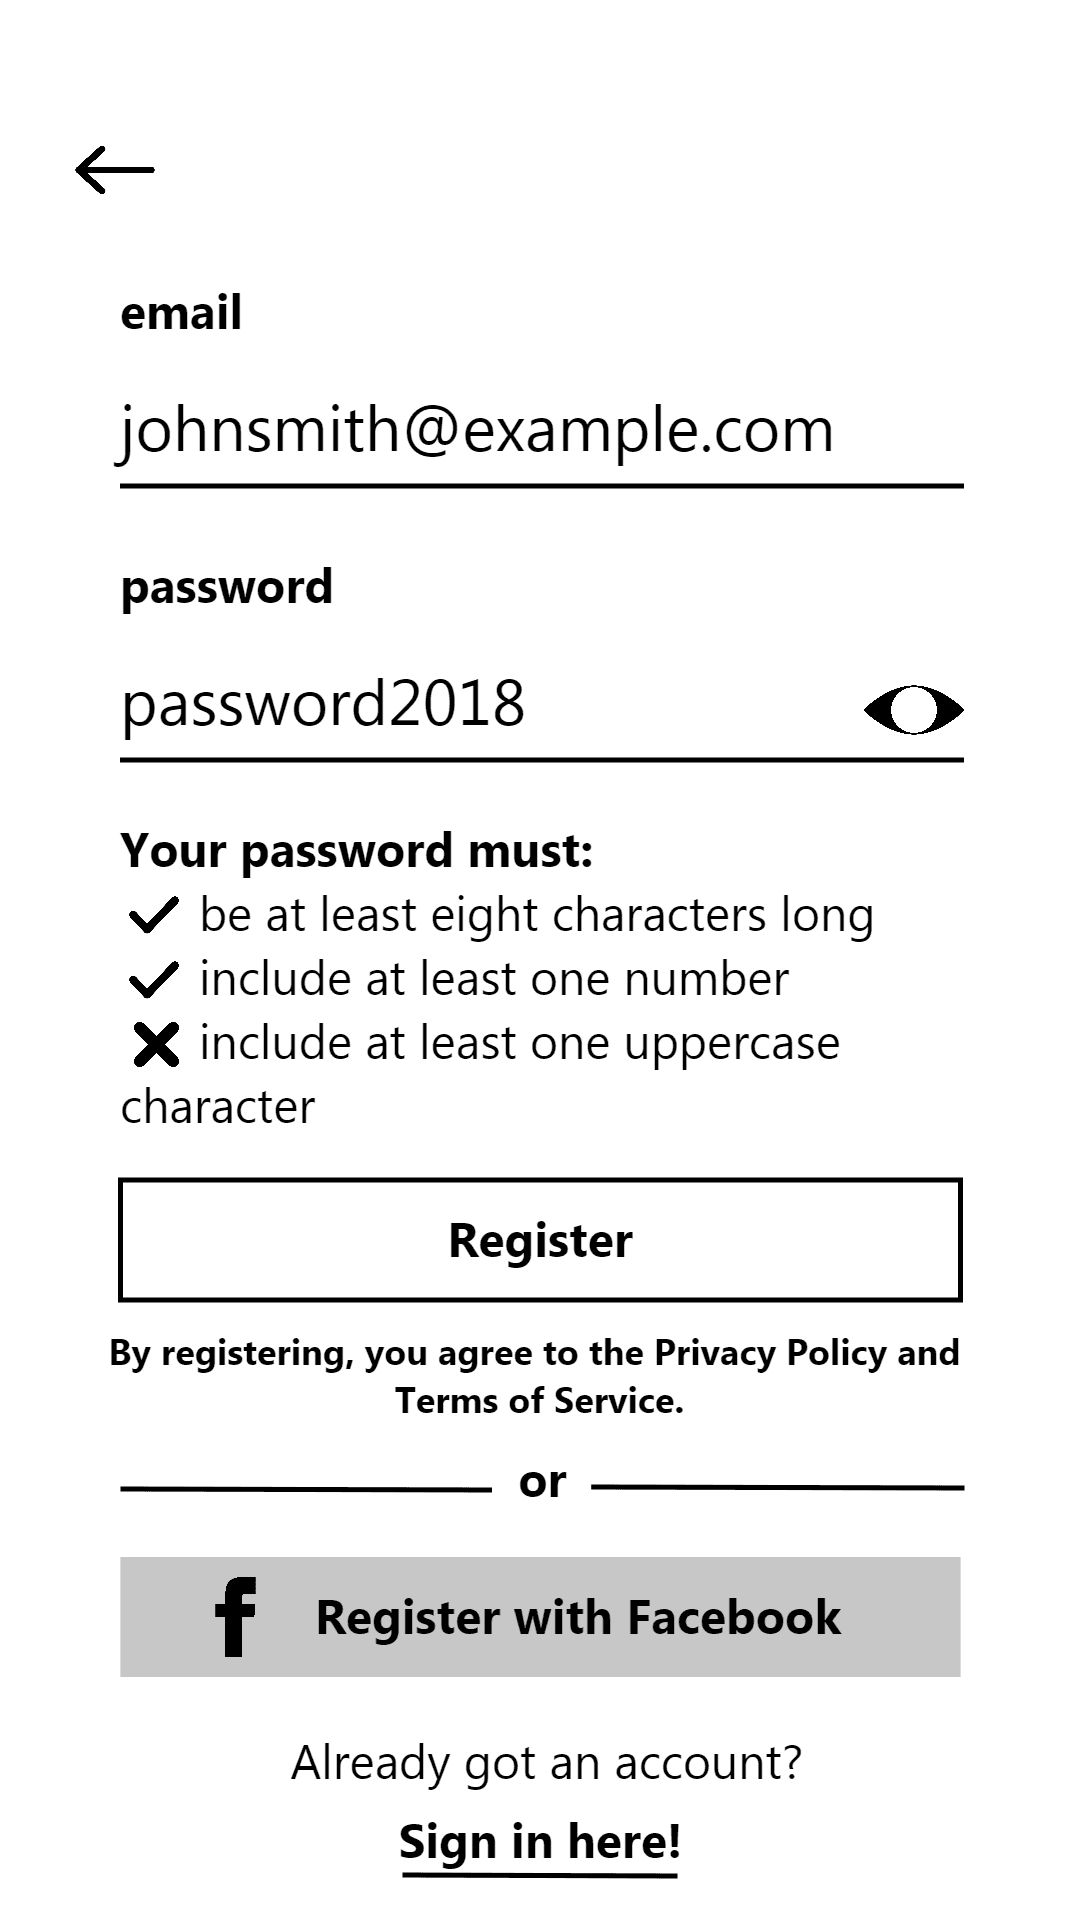 email
johnsmith@example.com
password
password2018
Your password must:
be at least eight characters long
include at least one number
include at least one uppercase
character
Register
By registering, you agree to the Privacy Policy and
Terms of Service.
or
f Register with Facebook
Already got an account?
Sign in here!